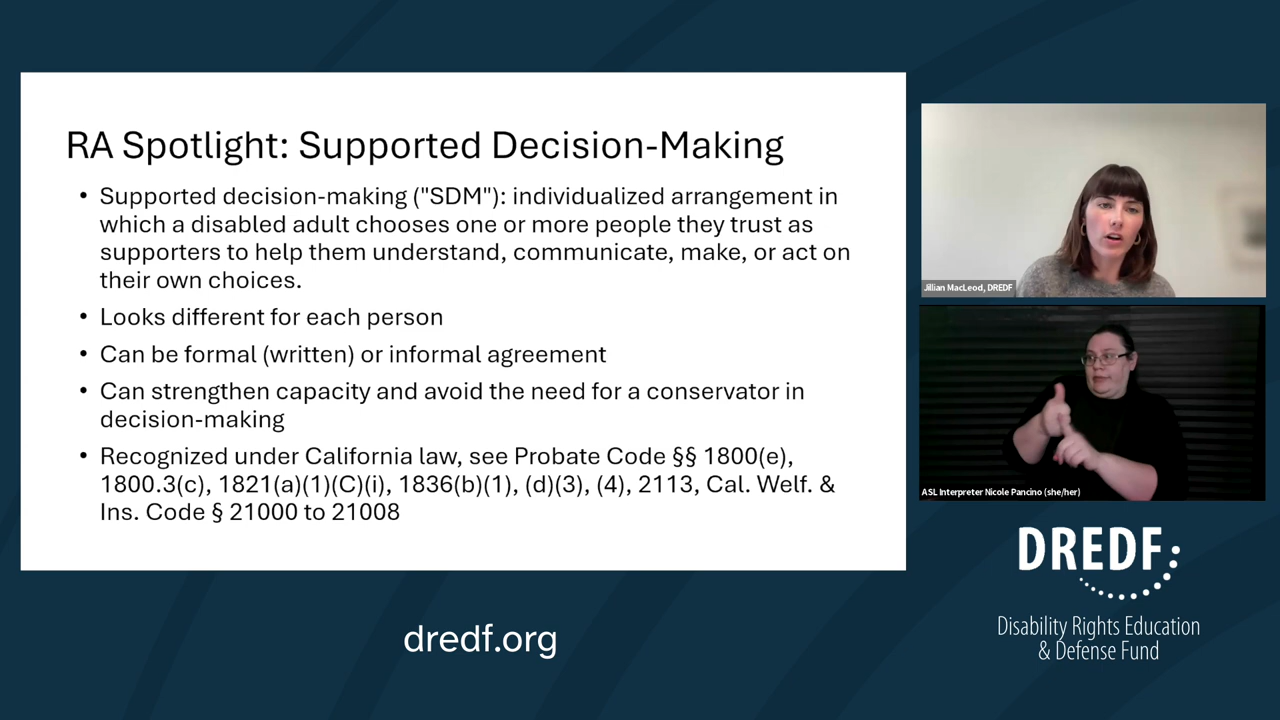 RA Spotlight: Supported Decision-Making
• Supported decision-making ("SDM"): individualized arrangement in
which a disabled adult chooses one or more people they trust as
supporters to help them understand, communicate, make, or act on
their own choices.
• Looks different for each person
• Can be formal (written) or informal agreement
• Can strengthen capacity and avoid the need for a conservator in
decision-making
• Recognized under California law, see Probate Code §§ 1800(e),
1800.3(c), 1821(a)(1)(C)(i), 1836(b)(1), (d)(3), (4), 2113, Cal. Welf. &
Ins. Code § 21000 to 21008
Jillian MacLeod, DREDF
ASL Interpreter Nicole Pancino (she/her)
DREDF
Disability Rights Education
& Defense Fund
dredf.org